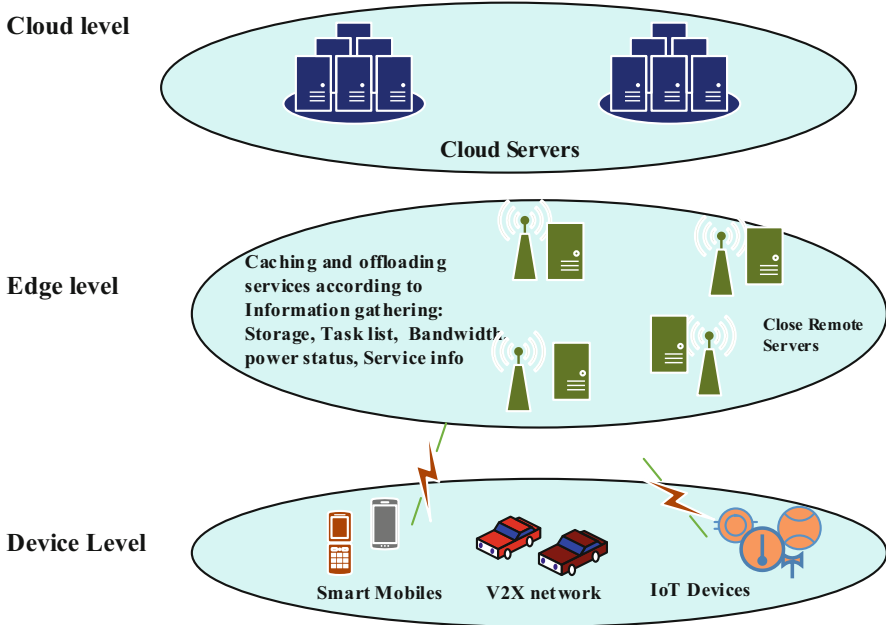 Cloud level
Cloud Servers
Edge level
Caching and offloading
services according to
Information gathering:
Storage, Task list, Bandwidth,
power status, Service info
Close Remote
Servers
Device Level
Smart Mobiles
V2X network
IoT Devices